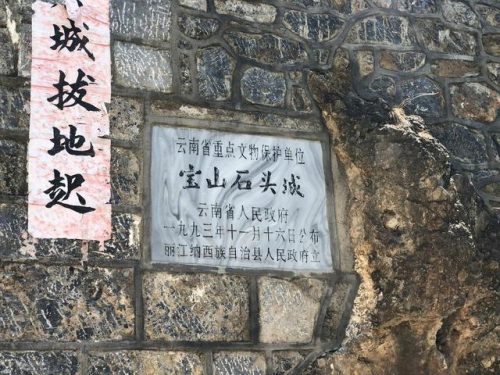 城拔地起
云南省重点文物保护单位
宝山石头城
云南省人民政府
一九九三年十一月十六日公布
丽江纳西族自治县人民政府立